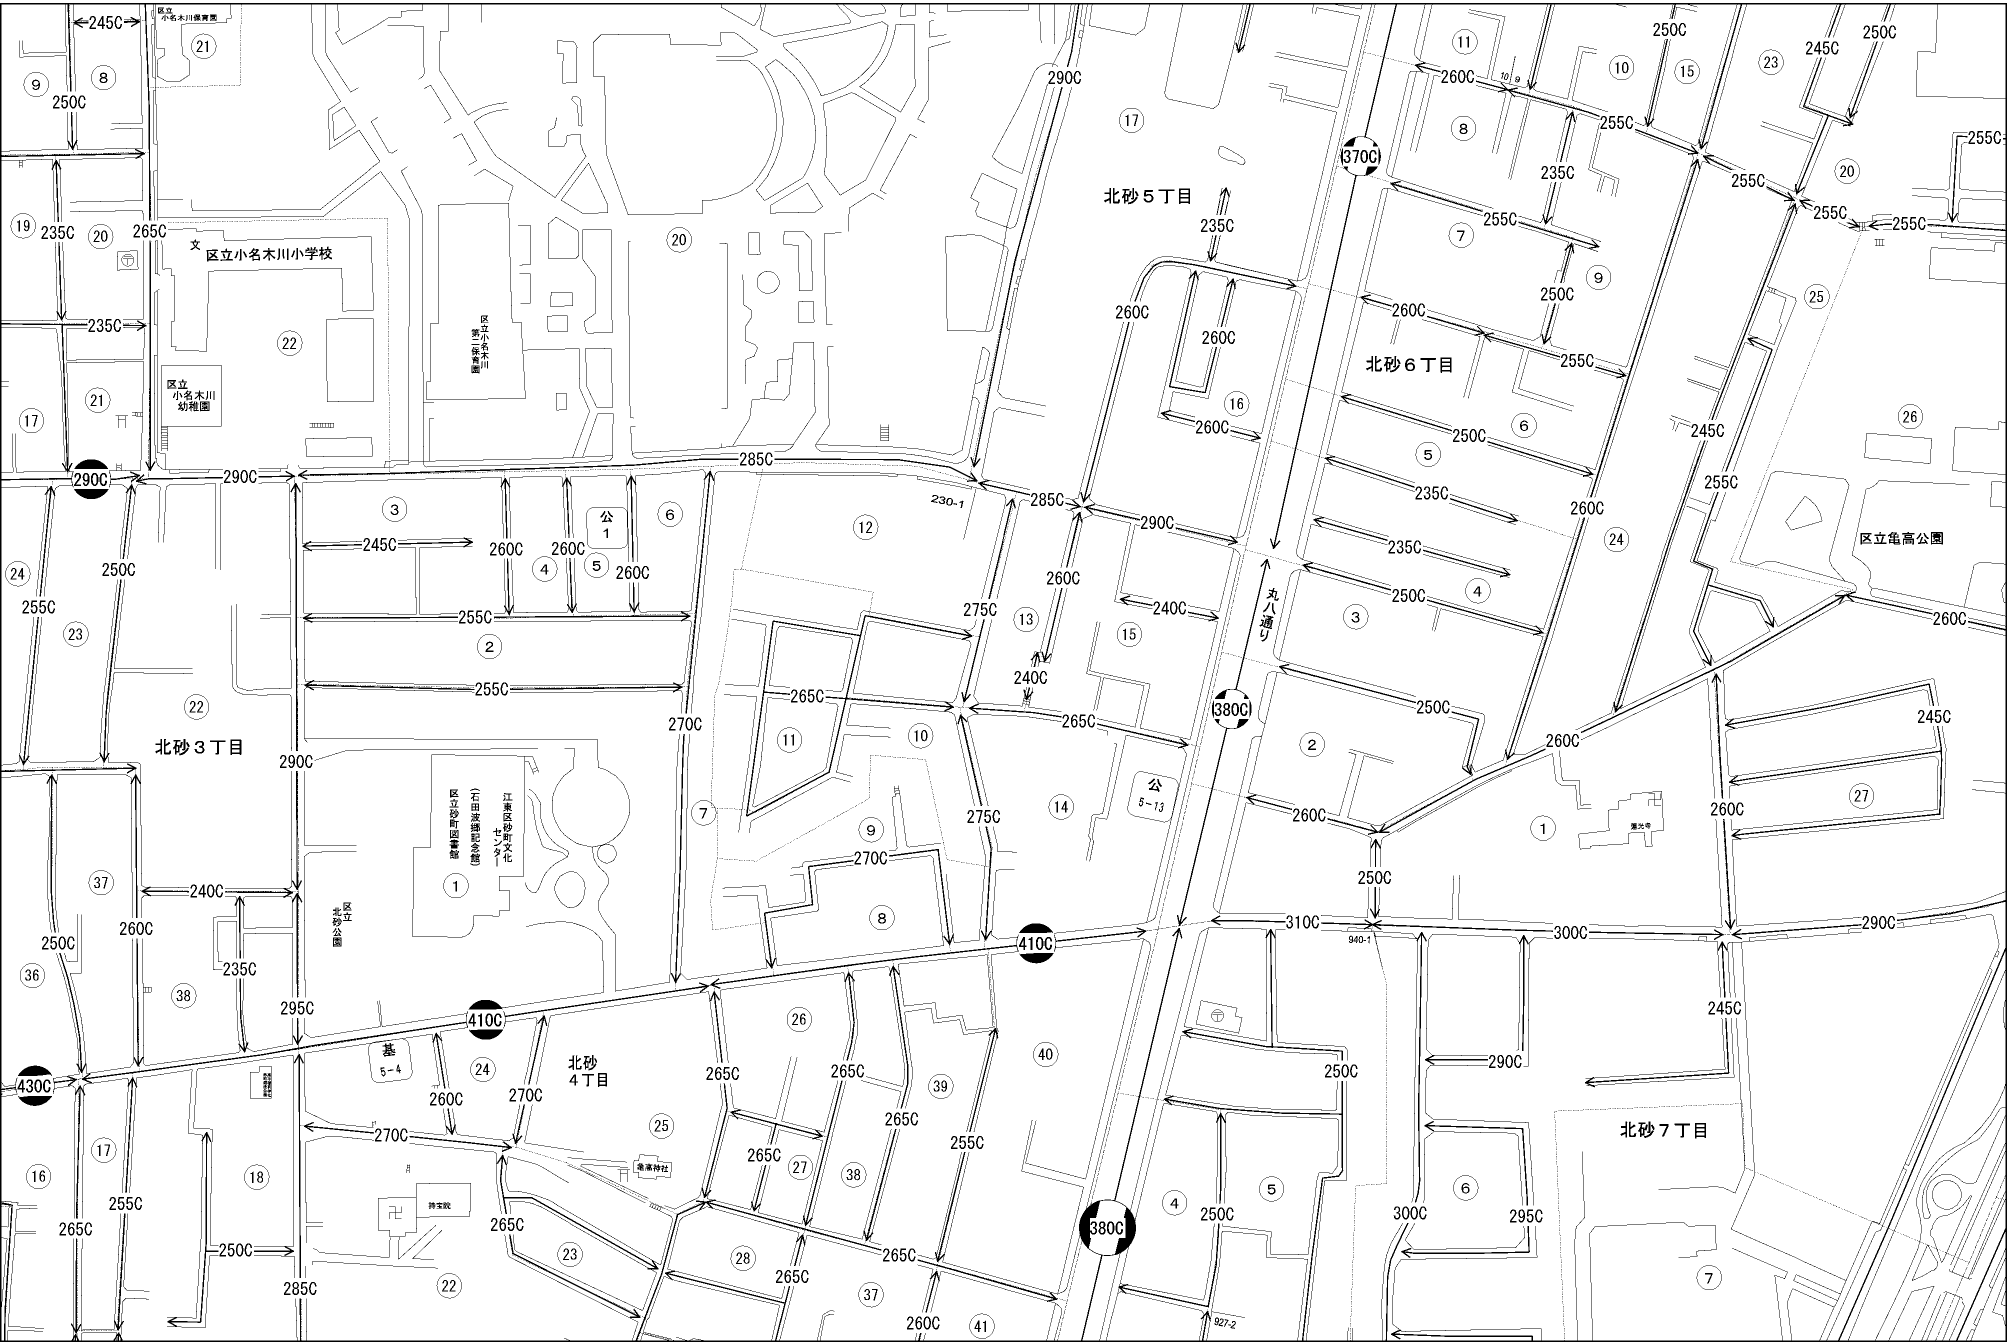 245C
区立
小名木川保育園
21
9
8
250C
290C
17
11
10
9
260C
10
250C
15
23
245C
250C
370C
8
255C
235C
255C
20
255C
19
235C
20
265C
文
区立小名木川小学校
20
北砂５丁目
235C
255C
7
255C
255C
9
25
235C
22
区立小名木川
第二保育園
260C
260C
250C
260C
255C
北砂６丁目
17
21
区立
小名木川
幼稚園
16
260C
250C
6
5
245C
26
290C
290C
285C
230-1
285C
290C
235C
255C
260C
3
公
1
6
12
24
区立亀高公園
245C
260C
4
260C
5
260C
235C
24
250C
255C
23
255C
2
275C
13
260C
240C
15
丸八通り
250C
4
3
260C
255C
265C
240C
265C
22
北砂３丁目
290C
270C
11
10
380C
250C
2
260C
245C
区立砂町図書館
(石田波郷記念館)
江東区砂町文化
センター
1
7
275C
14
公
5-13
260C
1
260C
27
9
270C
8
37
240C
260C
250C
235C
区立
北砂公園
250C
310C
940-1
300C
290C
410C
36
38
295C
410C
26
245C
430C
基
5-4
24
北砂
４丁目
265C
265C
39
40
290C
250C
260C
270C
270C
25
265C
255C
北砂７丁目
17
16
18
255C
265C
亀高神社
265C
27
38
4
5
6
250C
300C
295C
持宝院
265C
250C
23
28
265C
380C
285C
22
265C
37
7
260C
41
927-2